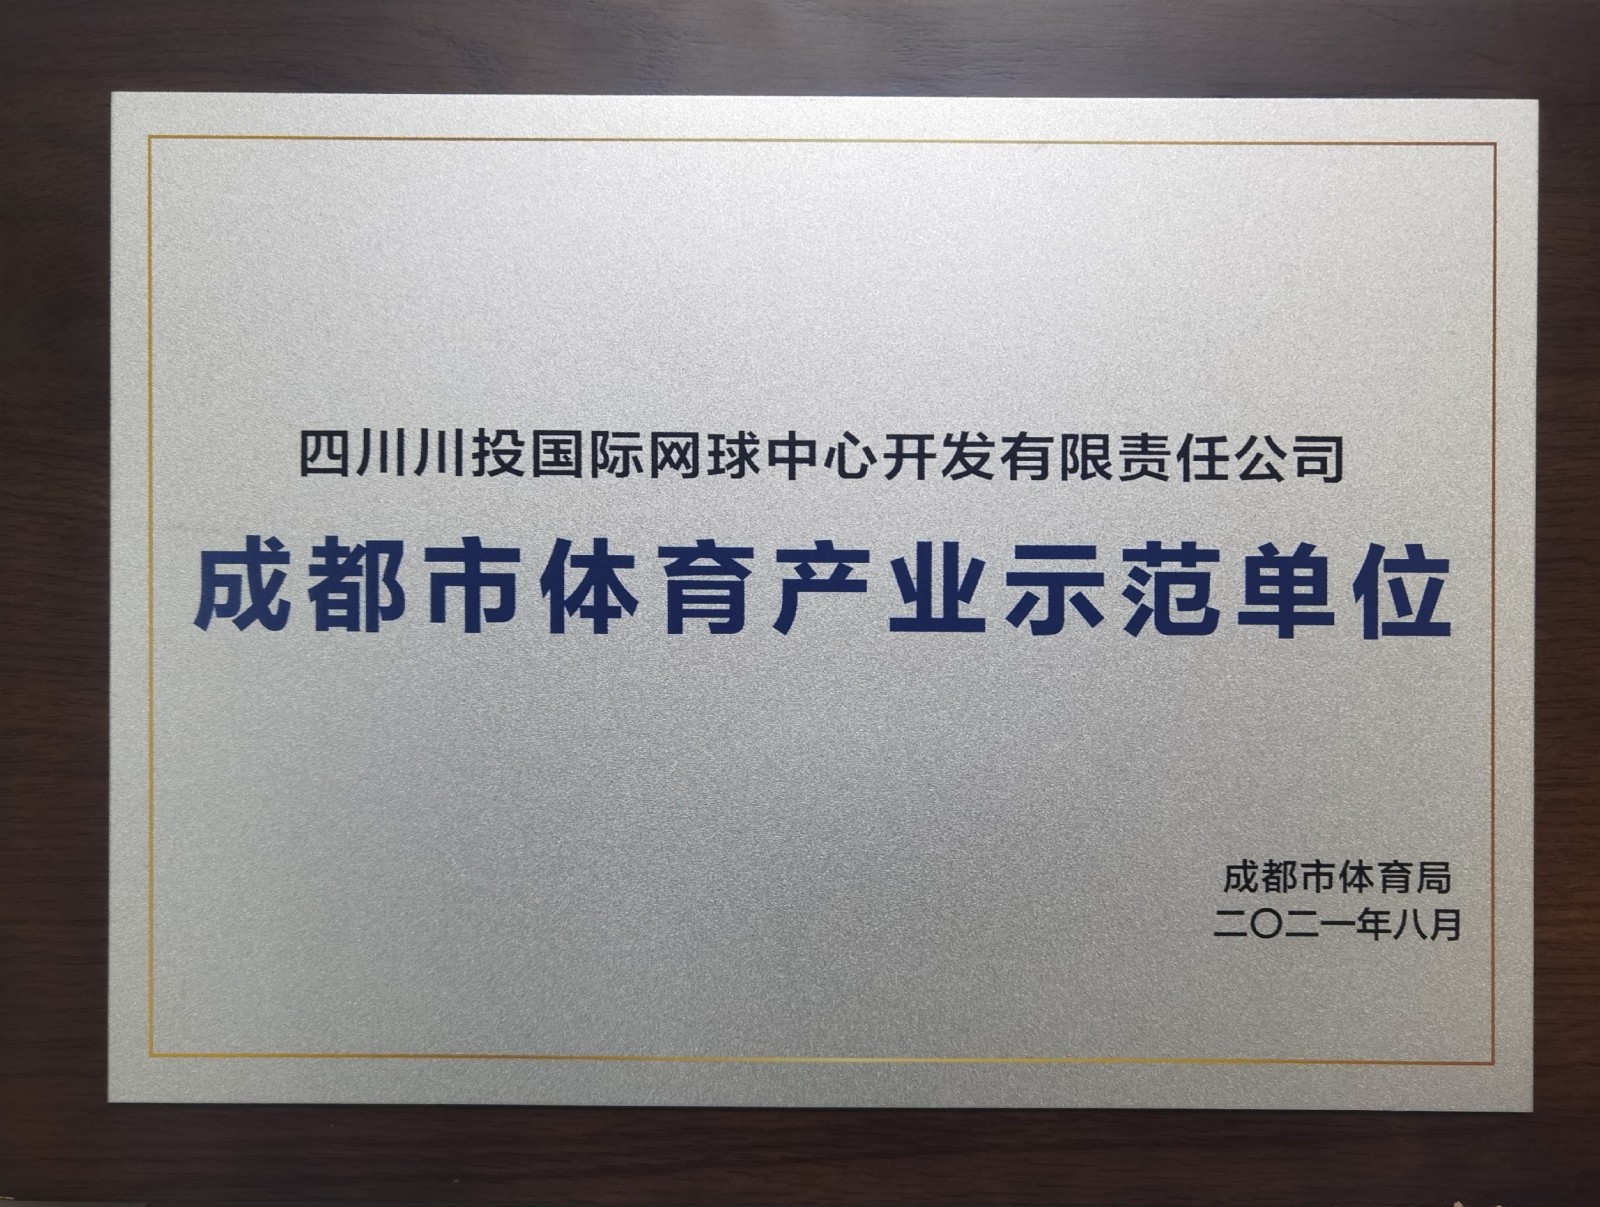 四川川投国际网球中心开发有限责任公司
成都市体育产业示范单位
成都市体育局
二〇二一年八月